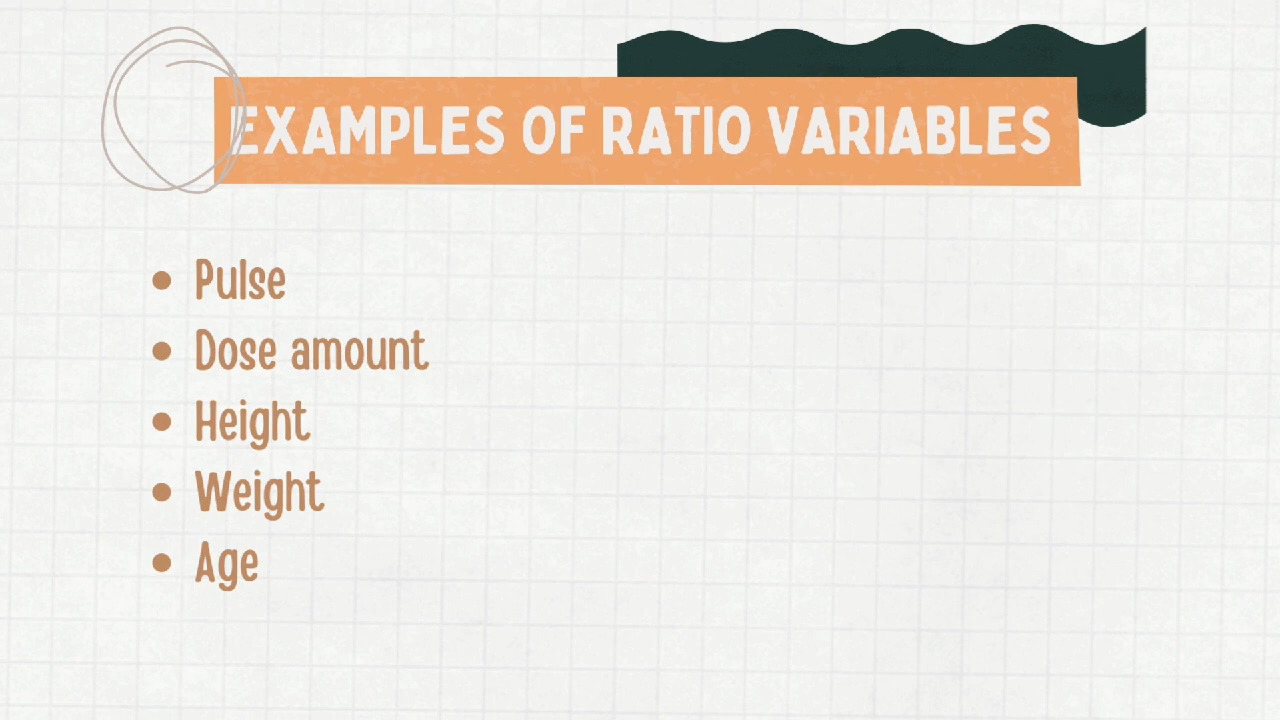 EXAMPLES OF RATIO VARIABLES
• Pulse
• Dose amount
• Height
• Weight
• Age